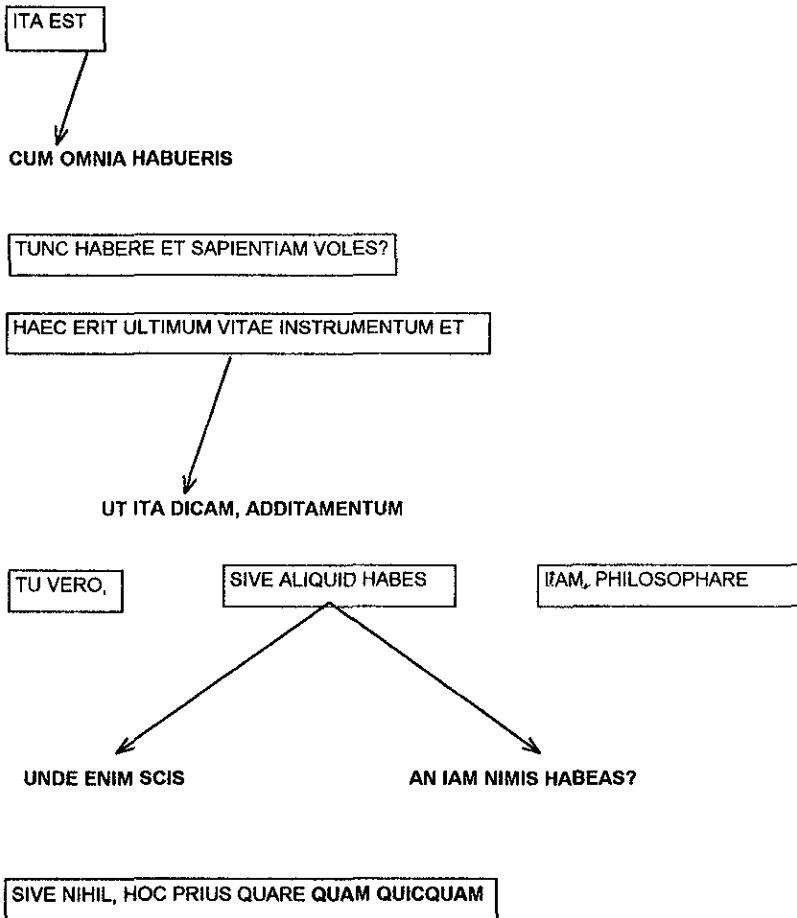 ITA EST
CUM OMNIA HABUERIS
TUNC HABERE ET SAPIENTIAM VOLES?
HAEC ERIT ULTIMUM VITAE INSTRUMENTUM ET
UT ITA DICAM, ADDITAMENTUM
TU VERO, SIVE ALIQUID HABES IAM, PHILOSOPHARE
UNDE ENIM SCIS AN IAM NIMIS HABEAS?
SIVE NIHIL, HOC PRIUS QUARE QUAM QUICQUAM